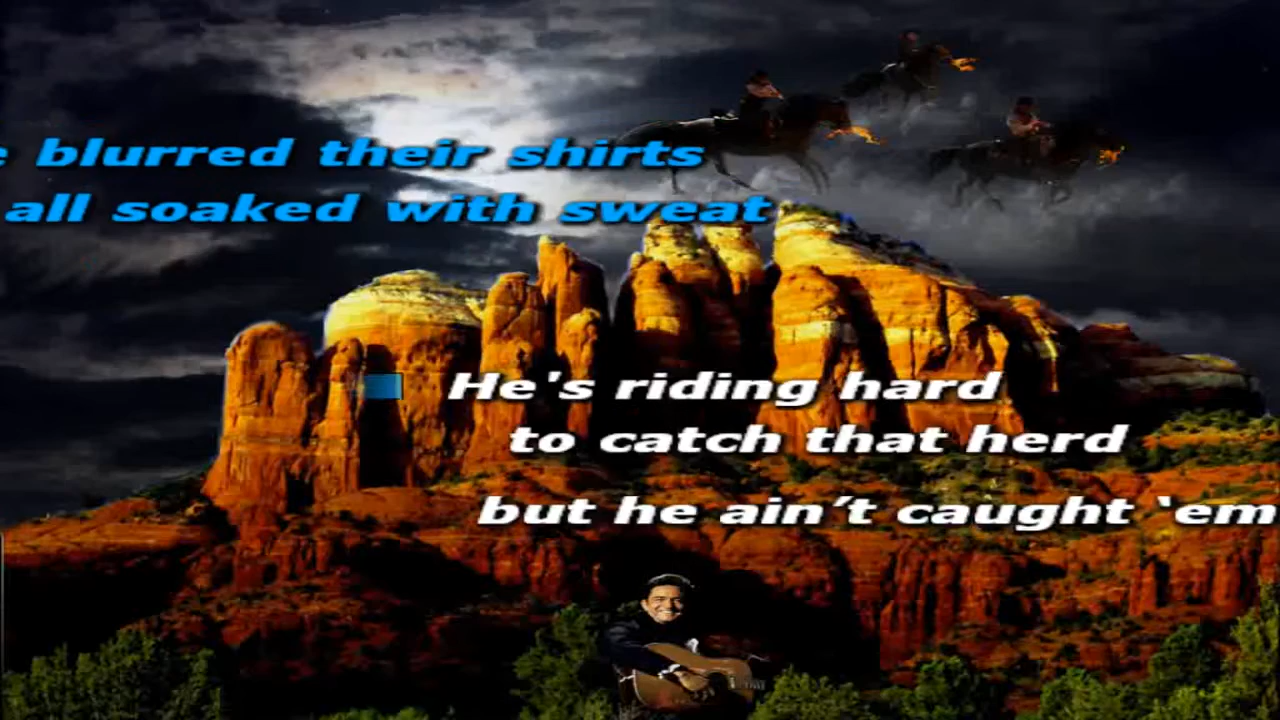 blurred their shirts
all soaked with sweat
He's riding hard
to catch that herd
but he ain’t caught ‘em